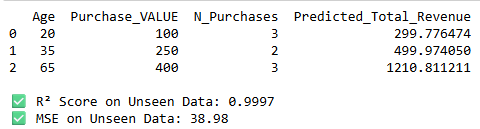 Age Purchase_VALUE N_Purchases Predicted_Total_Revenue
0 20 100 3 299.776474
1 35 250 2 499.974050
2 65 400 3 1210.811211
✅ R² Score on Unseen Data: 0.9997
✅ MSE on Unseen Data: 38.98